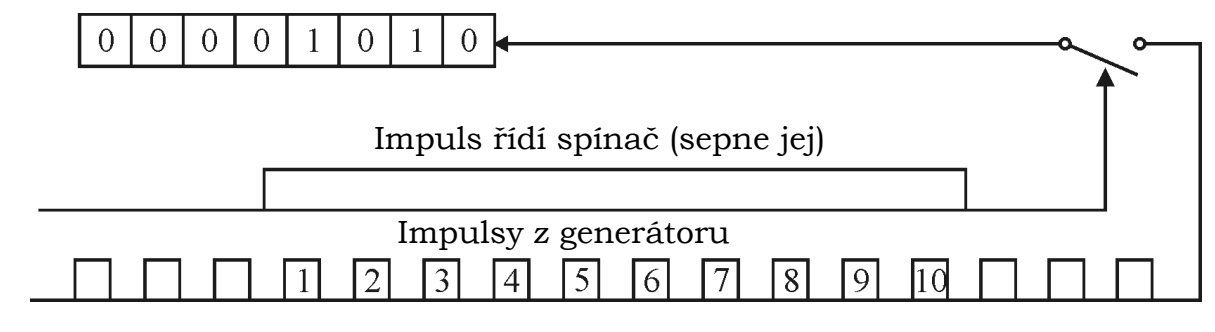 0 0 0 0 1 0 1 0
Impuls řídí spínač (sepne jej)
Impulsy z generátoru
1 2 3 4 5 6 7 8 9 10